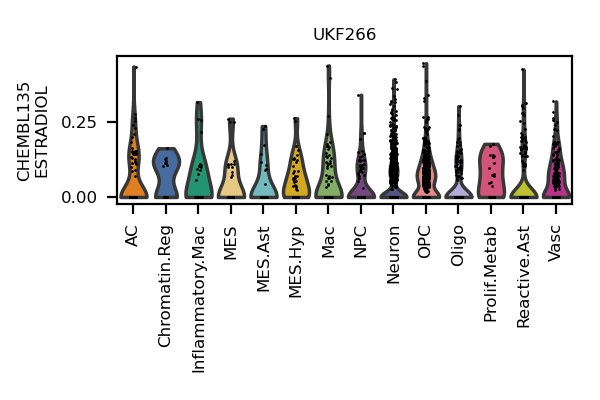 UKF266
CHEMBL135
ESTRADIOL
0.25
0.00
AC
Chromatin.Reg
Inflammatory.Mac
MES
MES.Ast
MES.Hyp
Mac
NPC
Neuron
OPC
Oligo
Prolif.Metab
Reactive.Ast
Vasc